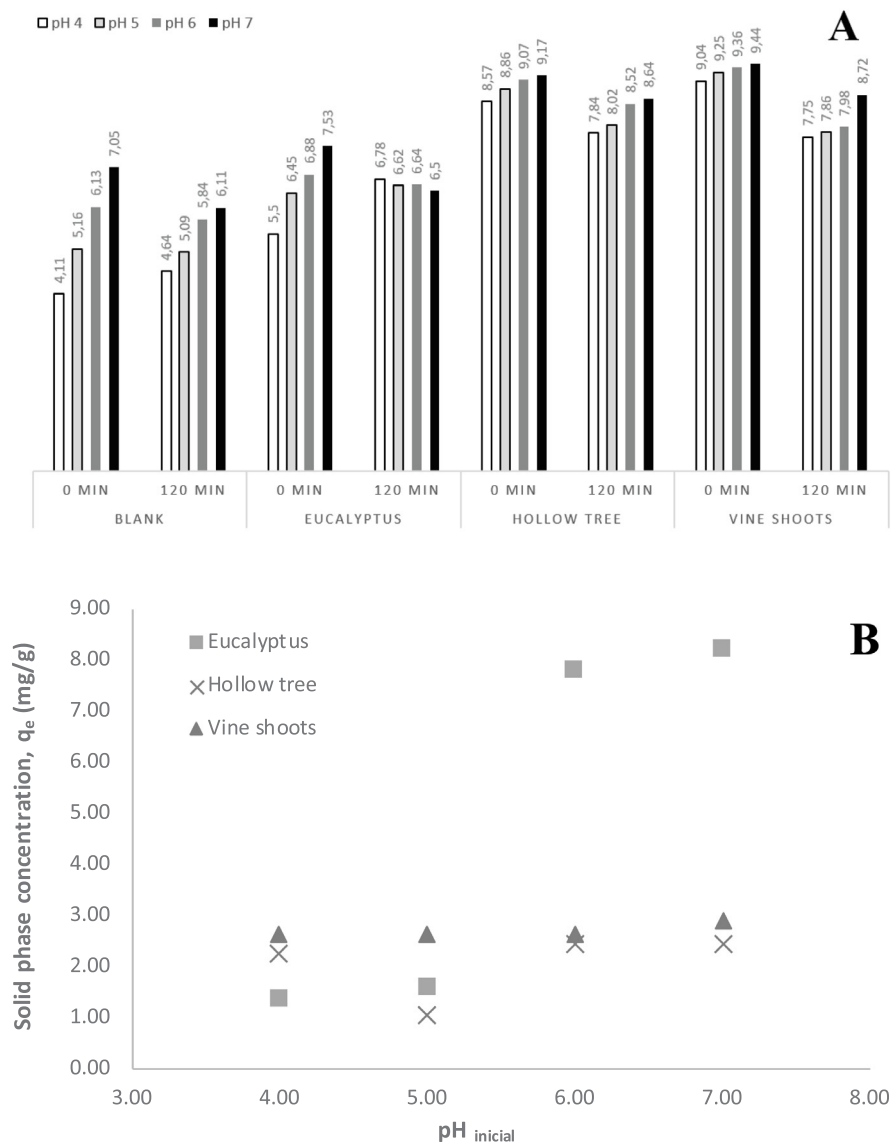 pH 4 pH 5 pH 6 pH 7
A
4,11 5,16 6,13 7,05 4,64 5,09 5,84 6,11 5,5 6,45 6,88 7,53 6,78 6,62 6,64 6,5 8,57 8,86 9,07 9,17 7,84 8,02 8,52 8,64 9,04 9,25 9,36 9,44 7,75 7,86 7,98 8,72
0 MIN 120 MIN 0 MIN 120 MIN 0 MIN 120 MIN 0 MIN 120 MIN
BLANK EUCALYPTUS HOLLOW TREE VINE SHOOTS
B
Solid phase concentration, qe (mg/g)
9.00
8.00
7.00
6.00
5.00
4.00
3.00
2.00
1.00
0.00
Eucalyptus
Hollow tree
Vine shoots
3.00 4.00 5.00 6.00 7.00 8.00
pH inicial